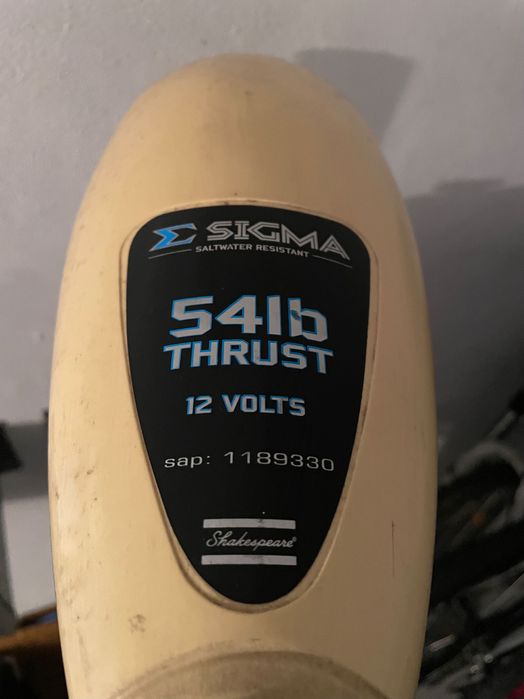 Σ SIGMA
SALTWATER RESISTANT
54lb
THRUST
12 VOLTS
sap: 1189330
Shakespeare®